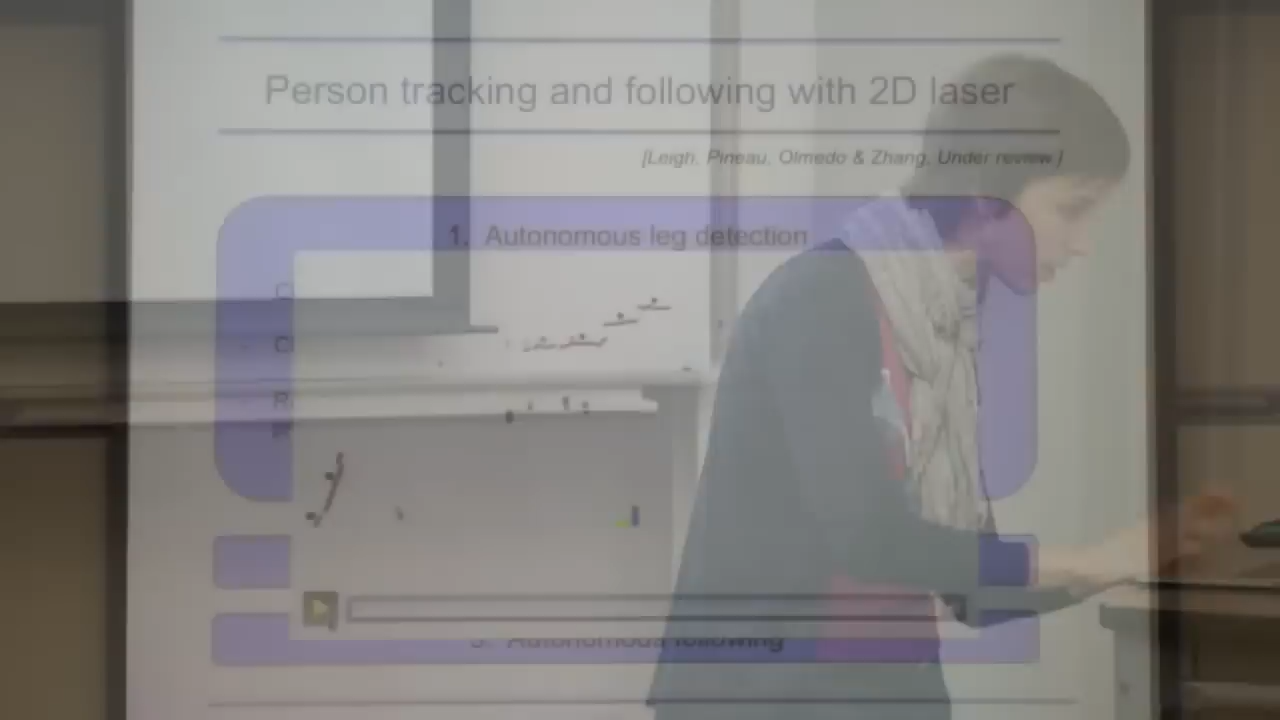 Person tracking and following with 2D laser
[Leigh, Pineau, Olmedo & Zhang, Under review.]
1. Autonomous leg detection
C
C
R
3. Autonomous following